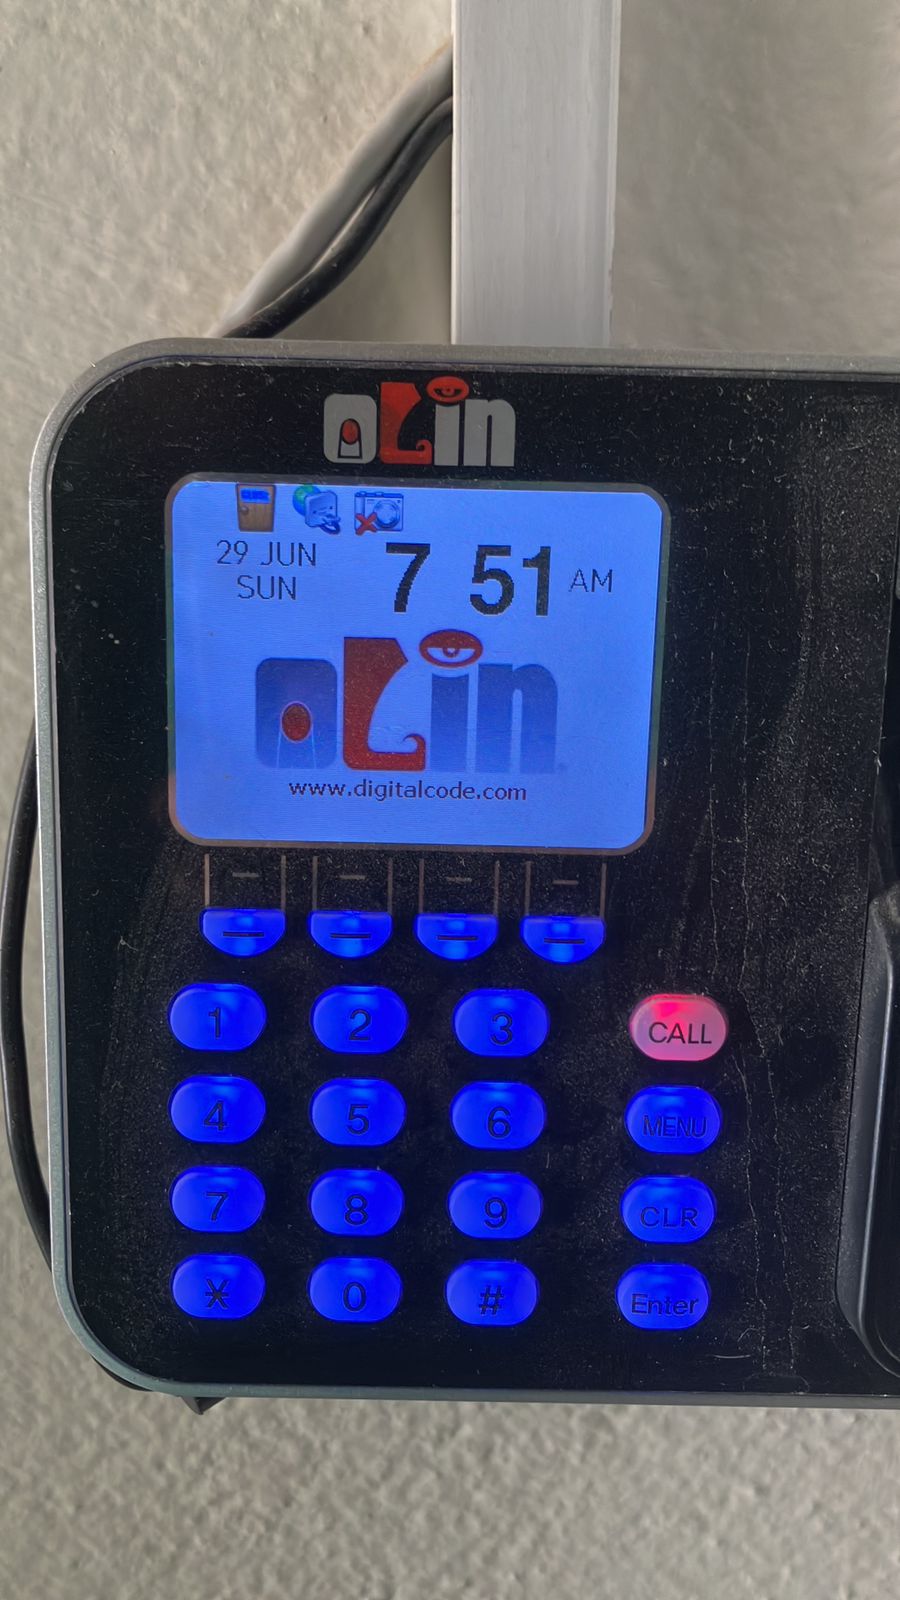 oLin
29 JUN
SUN
7 51 AM
oLin
www.digitalcode.com
1 2 3 CALL
4 5 6 MENU
7 8 9 CLR
* 0 # Enter